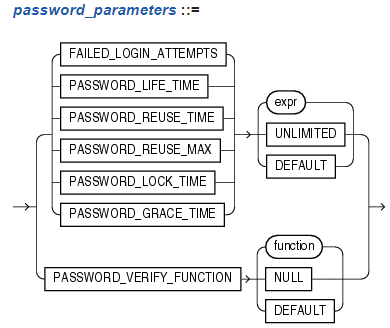 password_parameters ::=
FAILED_LOGIN_ATTEMPTS
PASSWORD_LIFE_TIME
PASSWORD_REUSE_TIME
PASSWORD_REUSE_MAX
PASSWORD_LOCK_TIME
PASSWORD_GRACE_TIME
expr
UNLIMITED
DEFAULT
PASSWORD_VERIFY_FUNCTION
function
NULL
DEFAULT